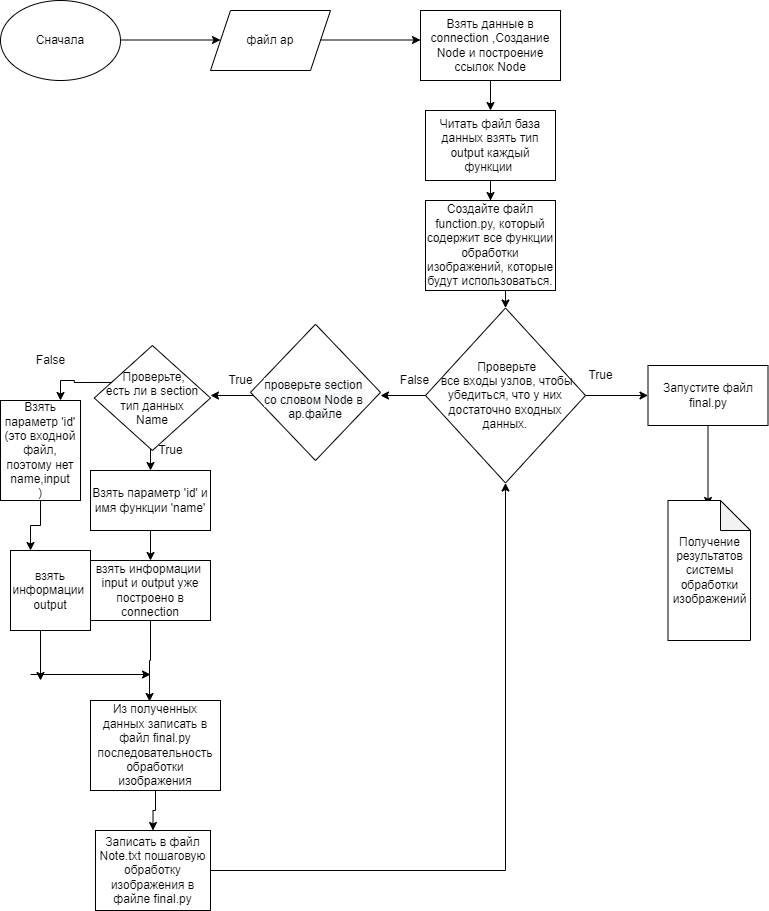 Сначала
файл ap
Взять данные в
connection ,Создание
Node и построение
ссылок Node
Читать файл база
данных взять тип
output каждый
функции
Создайте файл
function.py, который
содержит все функции
обработки
изображений, которые
будут использоваться.
Проверьте
все входы узлов, чтобы
убедиться, что у них
достаточно входных
данных.
True
Запустите файл
final.py
Получение
результатов
системы
обработки
изображений
False
проверьте section
со словом Node в
ap.файле
True
Проверьте,
есть ли в section
тип данных
Name
False
Взять
параметр 'id'
(это входной
файл,
поэтому нет
name,input
)
взять
информации
output
True
Взять параметр 'id' и
имя функции 'name'
взять информации
input и output уже
построено в
connection
Из полученных
данных записать в
файл final.py
последовательность
обработки
изображения
Записать в файл
Note.txt пошаговую
обработку
изображения в
файле final.py